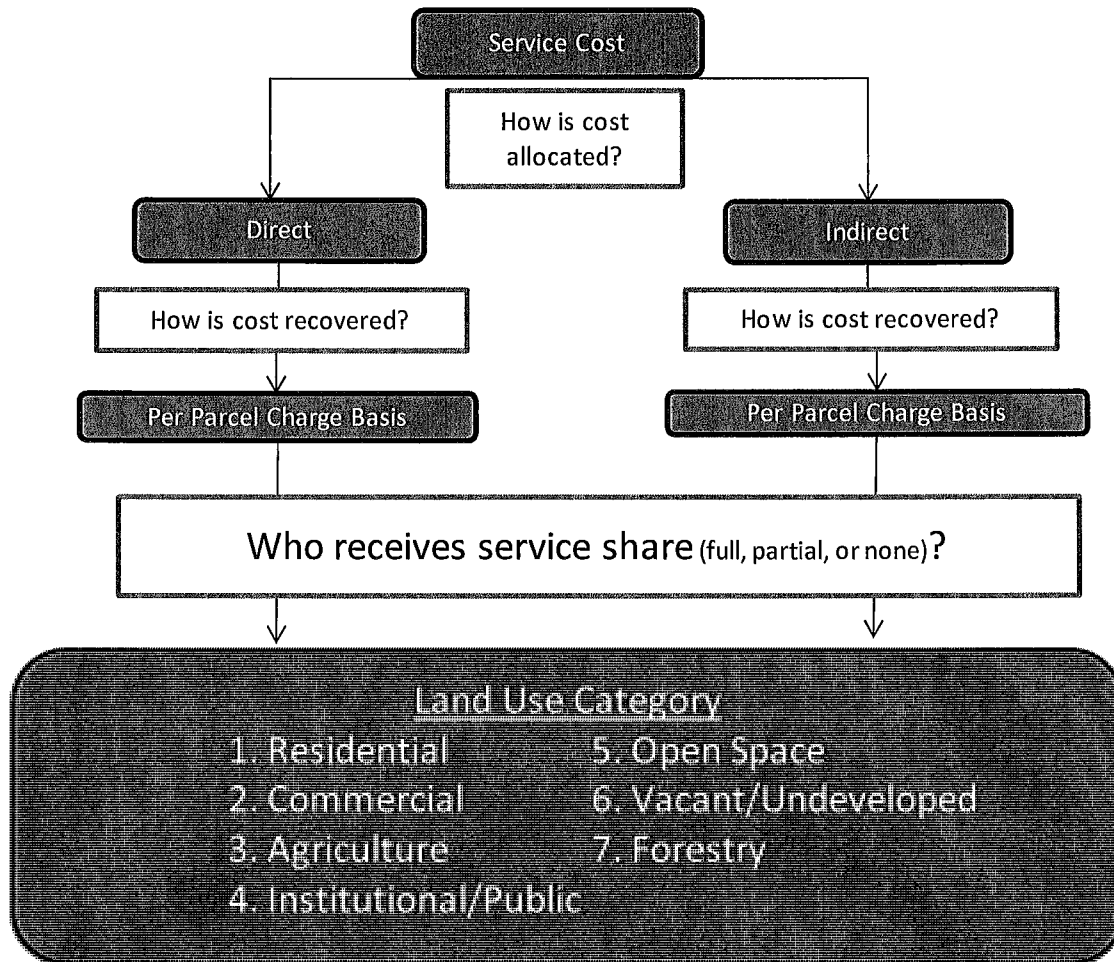 Service Cost
How is cost
allocated?
Direct
Indirect
How is cost recovered?
How is cost recovered?
Per Parcel Charge Basis
Per Parcel Charge Basis
Who receives service share (full, partial, or none)?
Land Use Category
1. Residential
2. Commercial
3. Agriculture
4. Institutional/Public
5. Open Space
6. Vacant/Undeveloped
7. Forestry